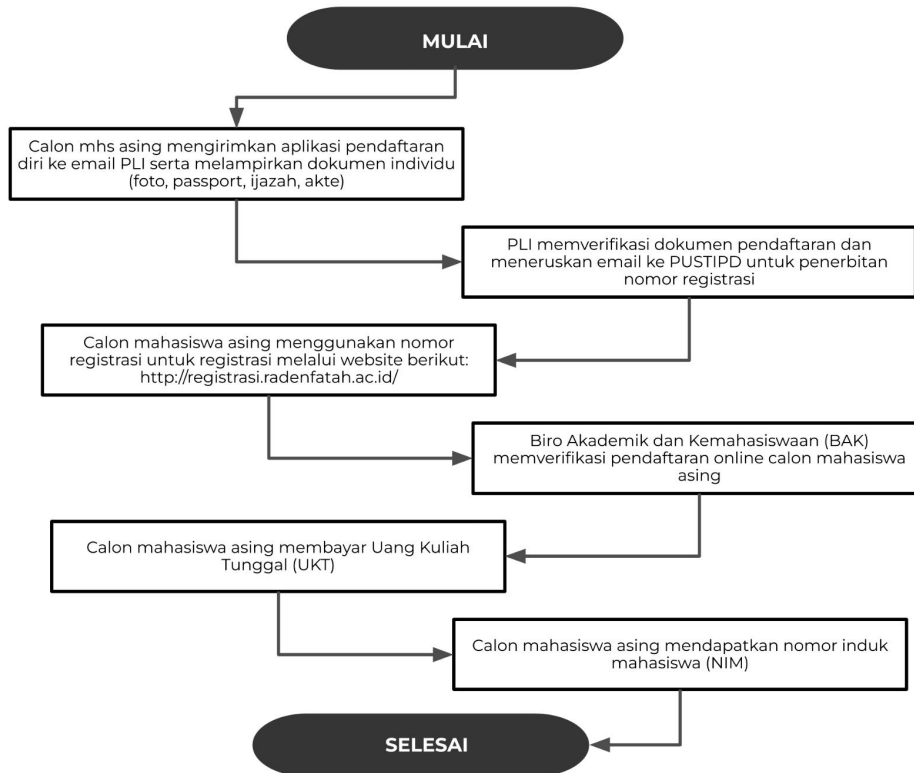 MULAI
Calon mhs asing mengirimkan aplikasi pendaftaran
diri ke email PLI serta melampirkan dokumen individu
(foto, passport, ijazah, akte)
PLI memverifikasi dokumen pendaftaran dan
meneruskan email ke PUSTIPD untuk penerbitan
nomor registrasi
Calon mahasiswa asing menggunakan nomor
registrasi untuk registrasi melalui website berikut:
http://registrasi.radenfatah.ac.id/
Biro Akademik dan Kemahasiswaan (BAK)
memverifikasi pendaftaran online calon mahasiswa
asing
Calon mahasiswa asing membayar Uang Kuliah
Tunggal (UKT)
Calon mahasiswa asing mendapatkan nomor induk
mahasiswa (NIM)
SELESAI